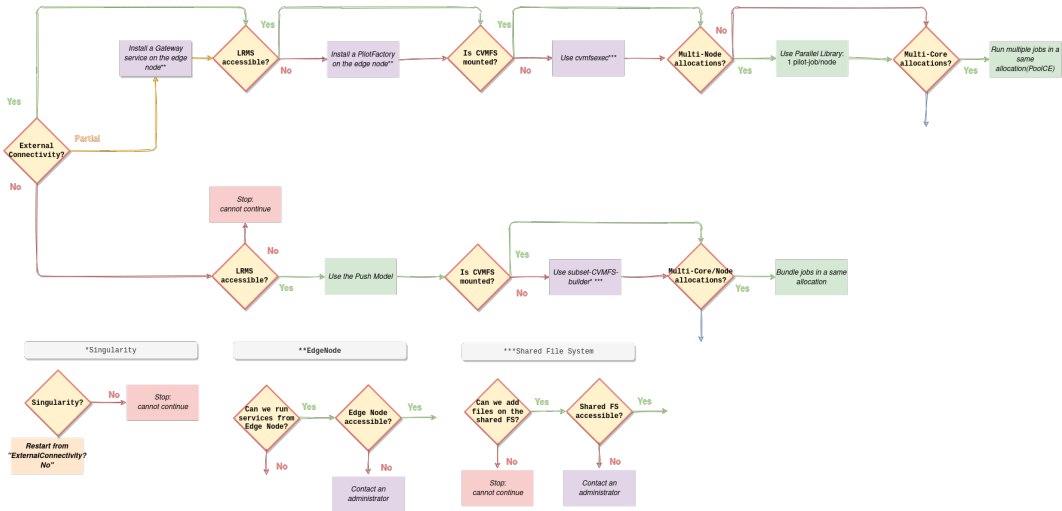 Yes
Yes
Yes
No
Install a Gateway
service on the edge
node**
LRMS
accessible?
No
Install a PilotFactory
on the edge node**
Is CVMFS
mounted?
No
Use cvmfsexec***
Multi-Node
allocations?
Yes
Use Parallel Library:
1 pilot-job/node
Multi-Core
allocations?
Yes
Run multiple jobs in a
same
allocation(PoolCE)
Yes
External
Connectivity?
Partial
No
Stop:
cannot continue
No
LRMS
accessible?
Yes
Use the Push Model
Is CVMFS
mounted?
Yes
No
Use subset-CVMFS-
builder* ***
Multi-Core/Node
allocations?
Yes
Bundle jobs in a same
allocation
*Singularity
Singularity?
No
Stop:
cannot continue
Restart from
"ExternalConnectivity?
No"
**EdgeNode
Can we run
services from
Edge Node?
Yes
No
Edge Node
accessible?
Yes
No
Contact an
administrator
***Shared File System
Can we add
files on the
shared FS?
Yes
No
Stop:
cannot continue
Shared FS
accessible?
Yes
No
Contact an
administrator